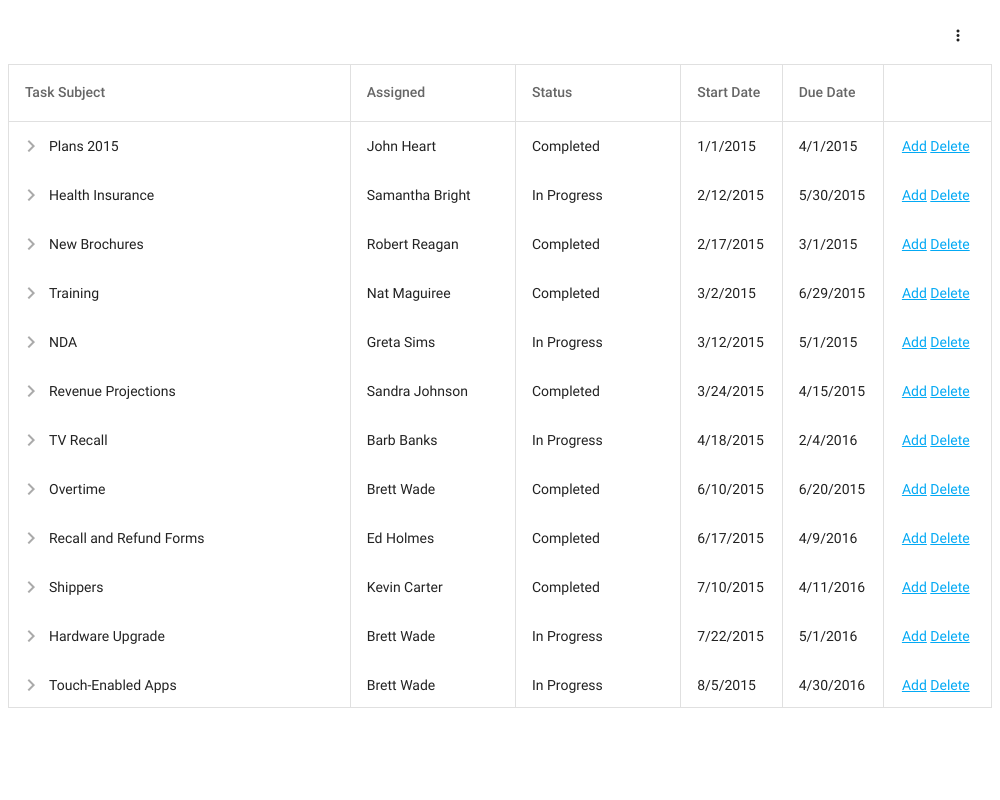 Task Subject Assigned Status Start Date Due Date
Plans 2015 John Heart Completed 1/1/2015 4/1/2015 Add Delete
Health Insurance Samantha Bright In Progress 2/12/2015 5/30/2015 Add Delete
New Brochures Robert Reagan Completed 2/17/2015 3/1/2015 Add Delete
Training Nat Maguiree Completed 3/2/2015 6/29/2015 Add Delete
NDA Greta Sims In Progress 3/12/2015 5/1/2015 Add Delete
Revenue Projections Sandra Johnson Completed 3/24/2015 4/15/2015 Add Delete
TV Recall Barb Banks In Progress 4/18/2015 2/4/2016 Add Delete
Overtime Brett Wade Completed 6/10/2015 6/20/2015 Add Delete
Recall and Refund Forms Ed Holmes Completed 6/17/2015 4/9/2016 Add Delete
Shippers Kevin Carter Completed 7/10/2015 4/11/2016 Add Delete
Hardware Upgrade Brett Wade In Progress 7/22/2015 5/1/2016 Add Delete
Touch-Enabled Apps Brett Wade In Progress 8/5/2015 4/30/2016 Add Delete